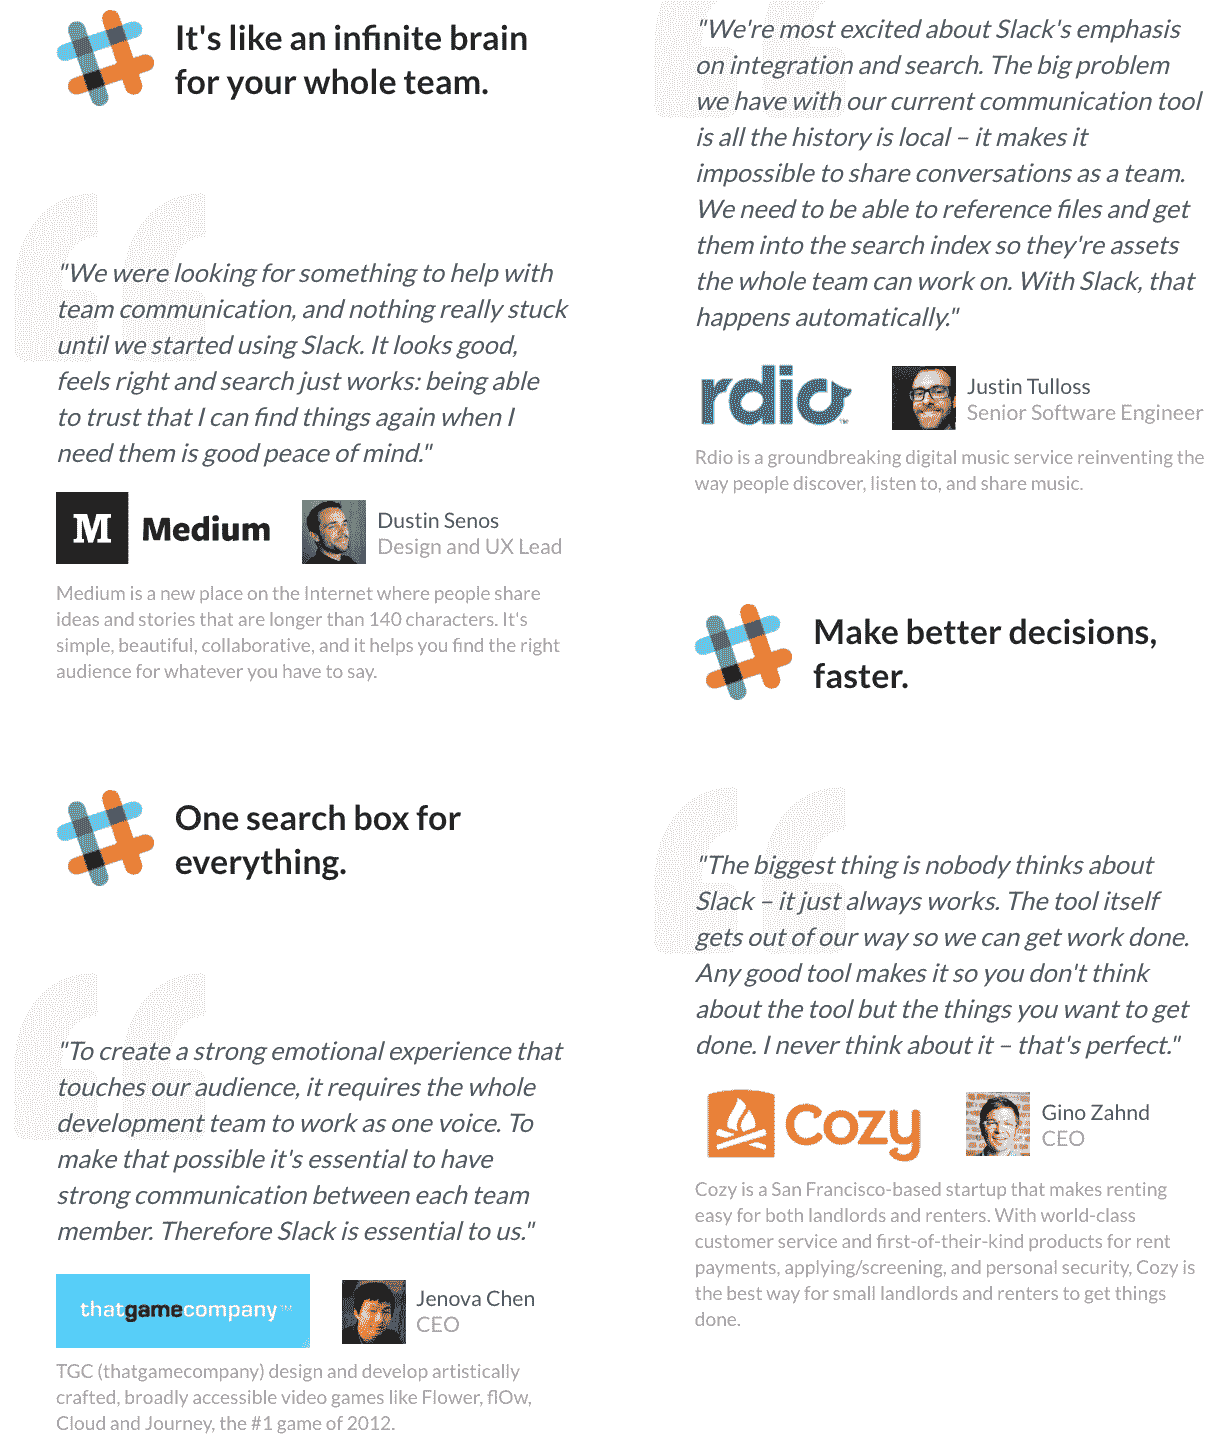 It's like an infinite brain
for your whole team.
"We were looking for something to help with
team communication, and nothing really stuck
until we started using Slack. It looks good,
feels right and search just works: being able
to trust that I can find things again when I
need them is good peace of mind."
M Medium
Dustin Senos
Design and UX Lead
Medium is a new place on the Internet where people share
ideas and stories that are longer than 140 characters. It's
simple, beautiful, collaborative, and it helps you find the right
audience for whatever you have to say.
One search box for
everything.
"To create a strong emotional experience that
touches our audience, it requires the whole
development team to work as one voice. To
make that possible it's essential to have
strong communication between each team
member. Therefore Slack is essential to us."
thatgamecompany™
Jenova Chen
CEO
TGC (thatgamecompany) design and develop artistically
crafted, broadly accessible video games like Flower, flOw,
Cloud and Journey, the #1 game of 2012.
"We're most excited about Slack's emphasis
on integration and search. The big problem
we have with our current communication tool
is all the history is local – it makes it
impossible to share conversations as a team.
We need to be able to reference files and get
them into the search index so they're assets
the whole team can work on. With Slack, that
happens automatically."
rdio™
Justin Tulloss
Senior Software Engineer
Rdio is a groundbreaking digital music service reinventing the
way people discover, listen to, and share music.
Make better decisions,
faster.
"The biggest thing is nobody thinks about
Slack – it just always works. The tool itself
gets out of our way so we can get work done.
Any good tool makes it so you don't think
about the tool but the things you want to get
done. I never think about it – that's perfect."
Cozy
Gino Zahnd
CEO
Cozy is a San Francisco-based startup that makes renting
easy for both landlords and renters. With world-class
customer service and first-of-their-kind products for rent
payments, applying/screening, and personal security, Cozy is
the best way for small landlords and renters to get things
done.